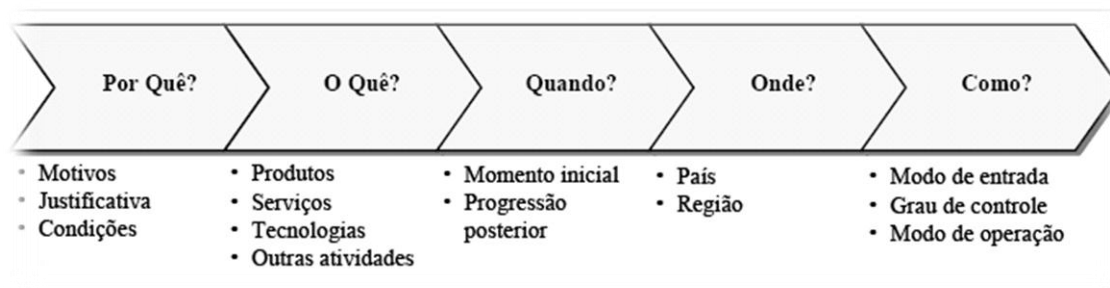 Por Quê?
O Quê?
Quando?
Onde?
Como?
• Motivos
• Justificativa
• Condições
• Produtos
• Serviços
• Tecnologias
• Outras atividades
• Momento inicial
• Progressão
posterior
• País
• Região
• Modo de entrada
• Grau de controle
• Modo de operação